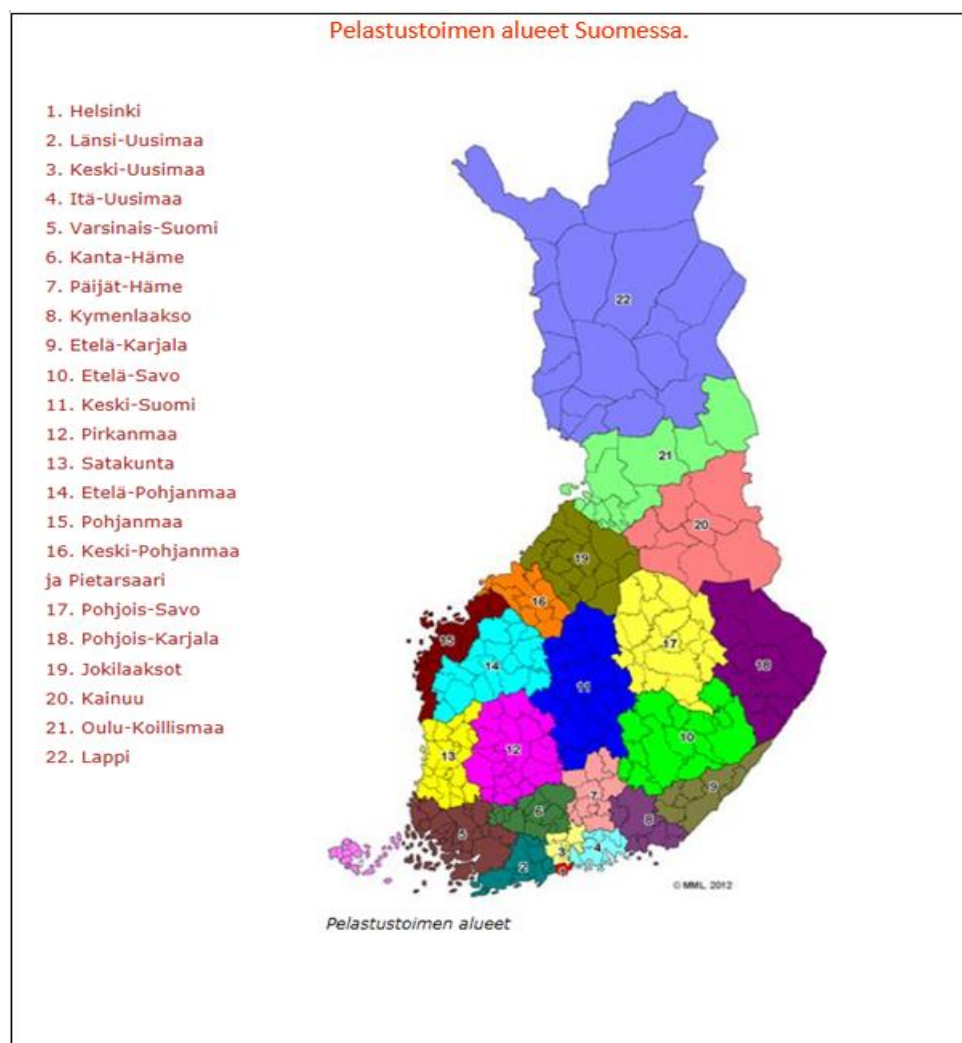 Pelastustoimen alueet Suomessa.
1. Helsinki
2. Länsi-Uusimaa
3. Keski-Uusimaa
4. Itä-Uusimaa
5. Varsinais-Suomi
6. Kanta-Häme
7. Päijät-Häme
8. Kymenlaakso
9. Etelä-Karjala
10. Etelä-Savo
11. Keski-Suomi
12. Pirkanmaa
13. Satakunta
14. Etelä-Pohjanmaa
15. Pohjanmaa
16. Keski-Pohjanmaa
ja Pietarsaari
17. Pohjois-Savo
18. Pohjois-Karjala
19. Jokilaaksot
20. Kainuu
21. Oulu-Koillismaa
22. Lappi
22
21
20
19
16
15
17
14
18
11
10
12
13
9
7
6
8
5
4
3
2
© MML, 2012
Pelastustoimen alueet